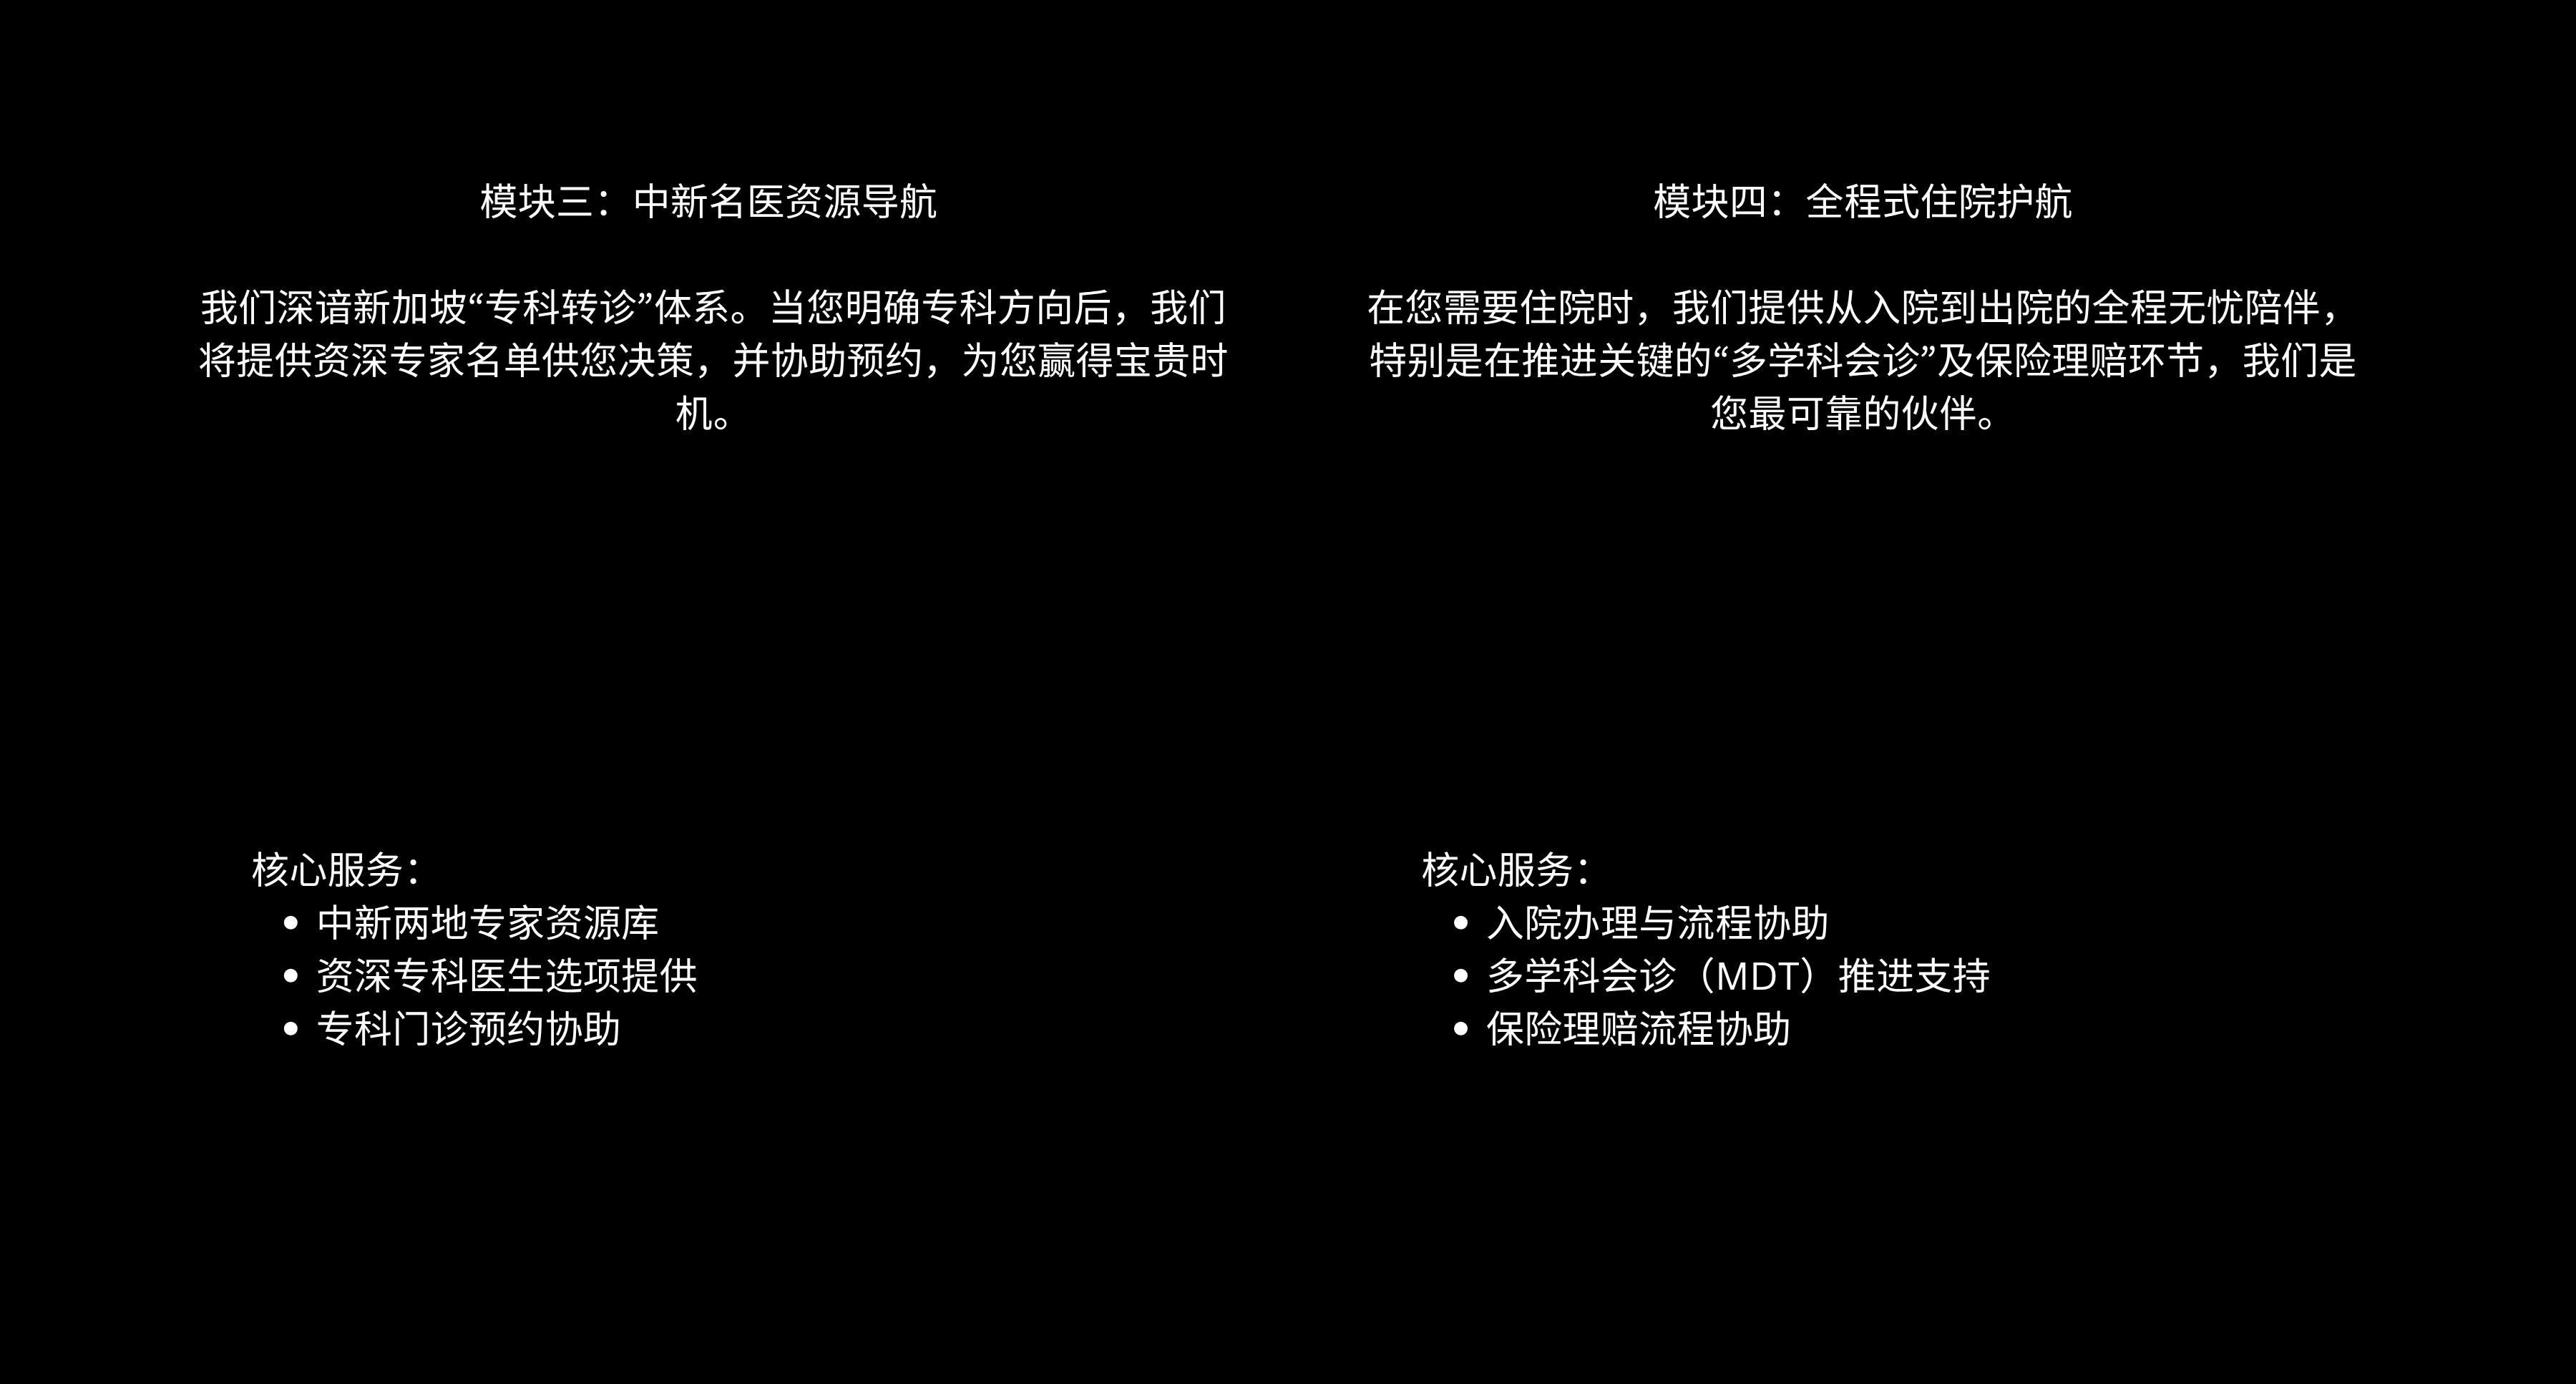 模块三：中新名医资源导航
我们深谙新加坡“专科转诊”体系。当您明确专科方向后，我们
将提供资深专家名单供您决策，并协助预约，为您赢得宝贵时
机。
核心服务：
• 中新两地专家资源库
• 资深专科医生选项提供
• 专科门诊预约协助
模块四：全程式住院护航
在您需要住院时，我们提供从入院到出院的全程无忧陪伴，
特别是在推进关键的“多学科会诊”及保险理赔环节，我们是
您最可靠的伙伴。
核心服务：
• 入院办理与流程协助
• 多学科会诊（MDT）推进支持
• 保险理赔流程协助